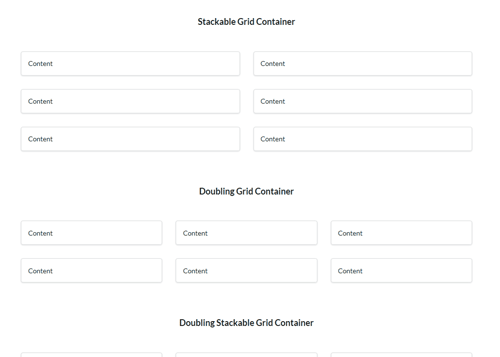 Stackable Grid Container
Content Content
Content Content
Content Content
Doubling Grid Container
Content Content Content
Content Content Content
Doubling Stackable Grid Container